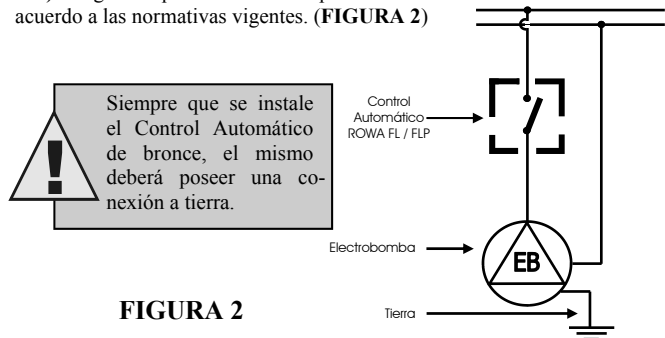 acuerdo a las normativas vigentes. (FIGURA 2)
Siempre que se instale
el Control Automático
de bronce, el mismo
deberá poseer una co-
nexión a tierra.
!
FIGURA 2
Control
Automático
ROWA FL / FLP
Electrobomba
EB
Tierra